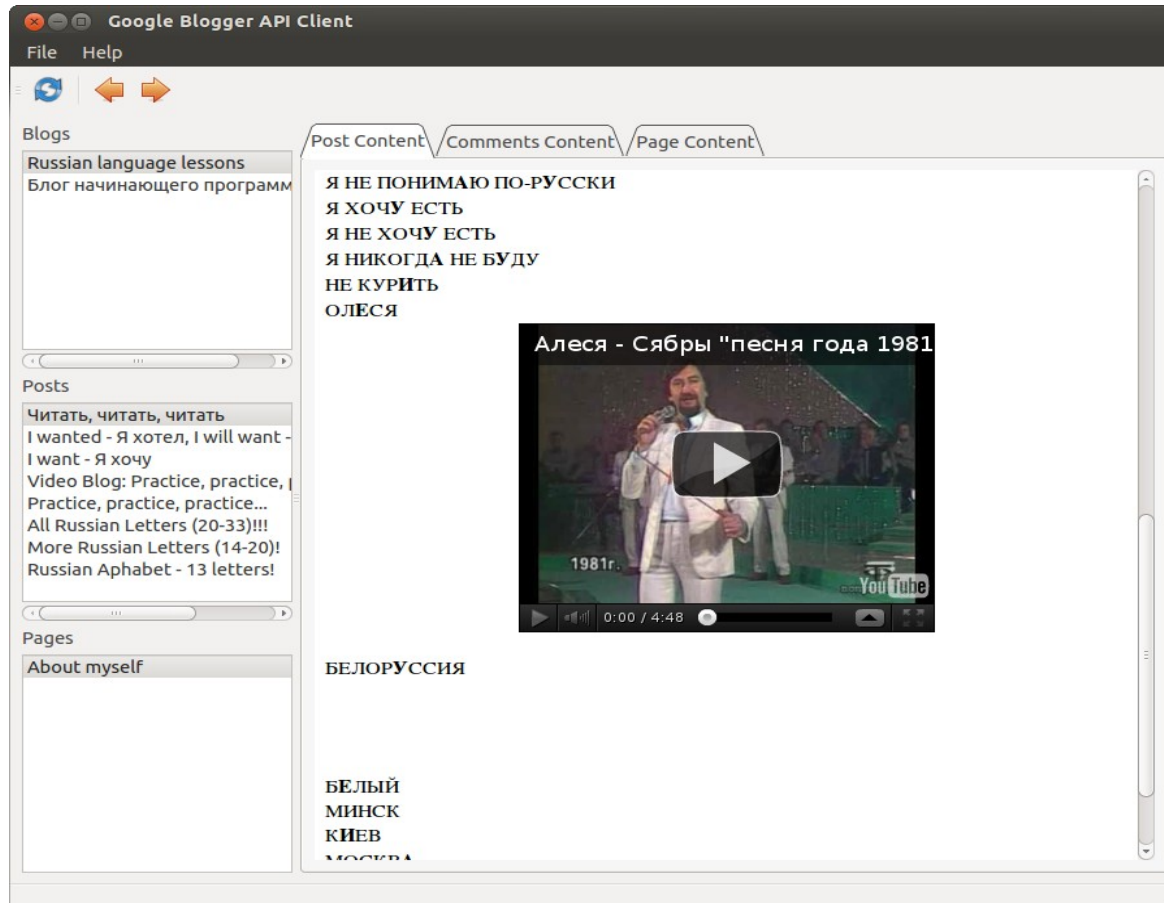 Google Blogger API Client
File Help
Blogs
Russian language lessons
Блог начинающего программ
Posts
Читать, читать, читать
I wanted - Я хотел, I will want -
I want - Я хочу
Video Blog: Practice, practice,
Practice, practice, practice...
All Russian Letters (20-33)!!!
More Russian Letters (14-20)!
Russian Aphabet - 13 letters!
Pages
About myself
Post Content Comments Content Page Content
Я НЕ ПОНИМАЮ ПО-РУССКИ
Я ХОЧУ ЕСТЬ
Я НЕ ХОЧУ ЕСТЬ
Я НИКОГДА НЕ БУДУ
НЕ КУРИТЬ
ОЛЕСЯ
Алеся - Сябры "песня года 1981
1981г.
YouTube
0:00 / 4:48
БЕЛОРУССИЯ
БЕЛЫЙ
МИНСК
КИЕВ
МОСКВА